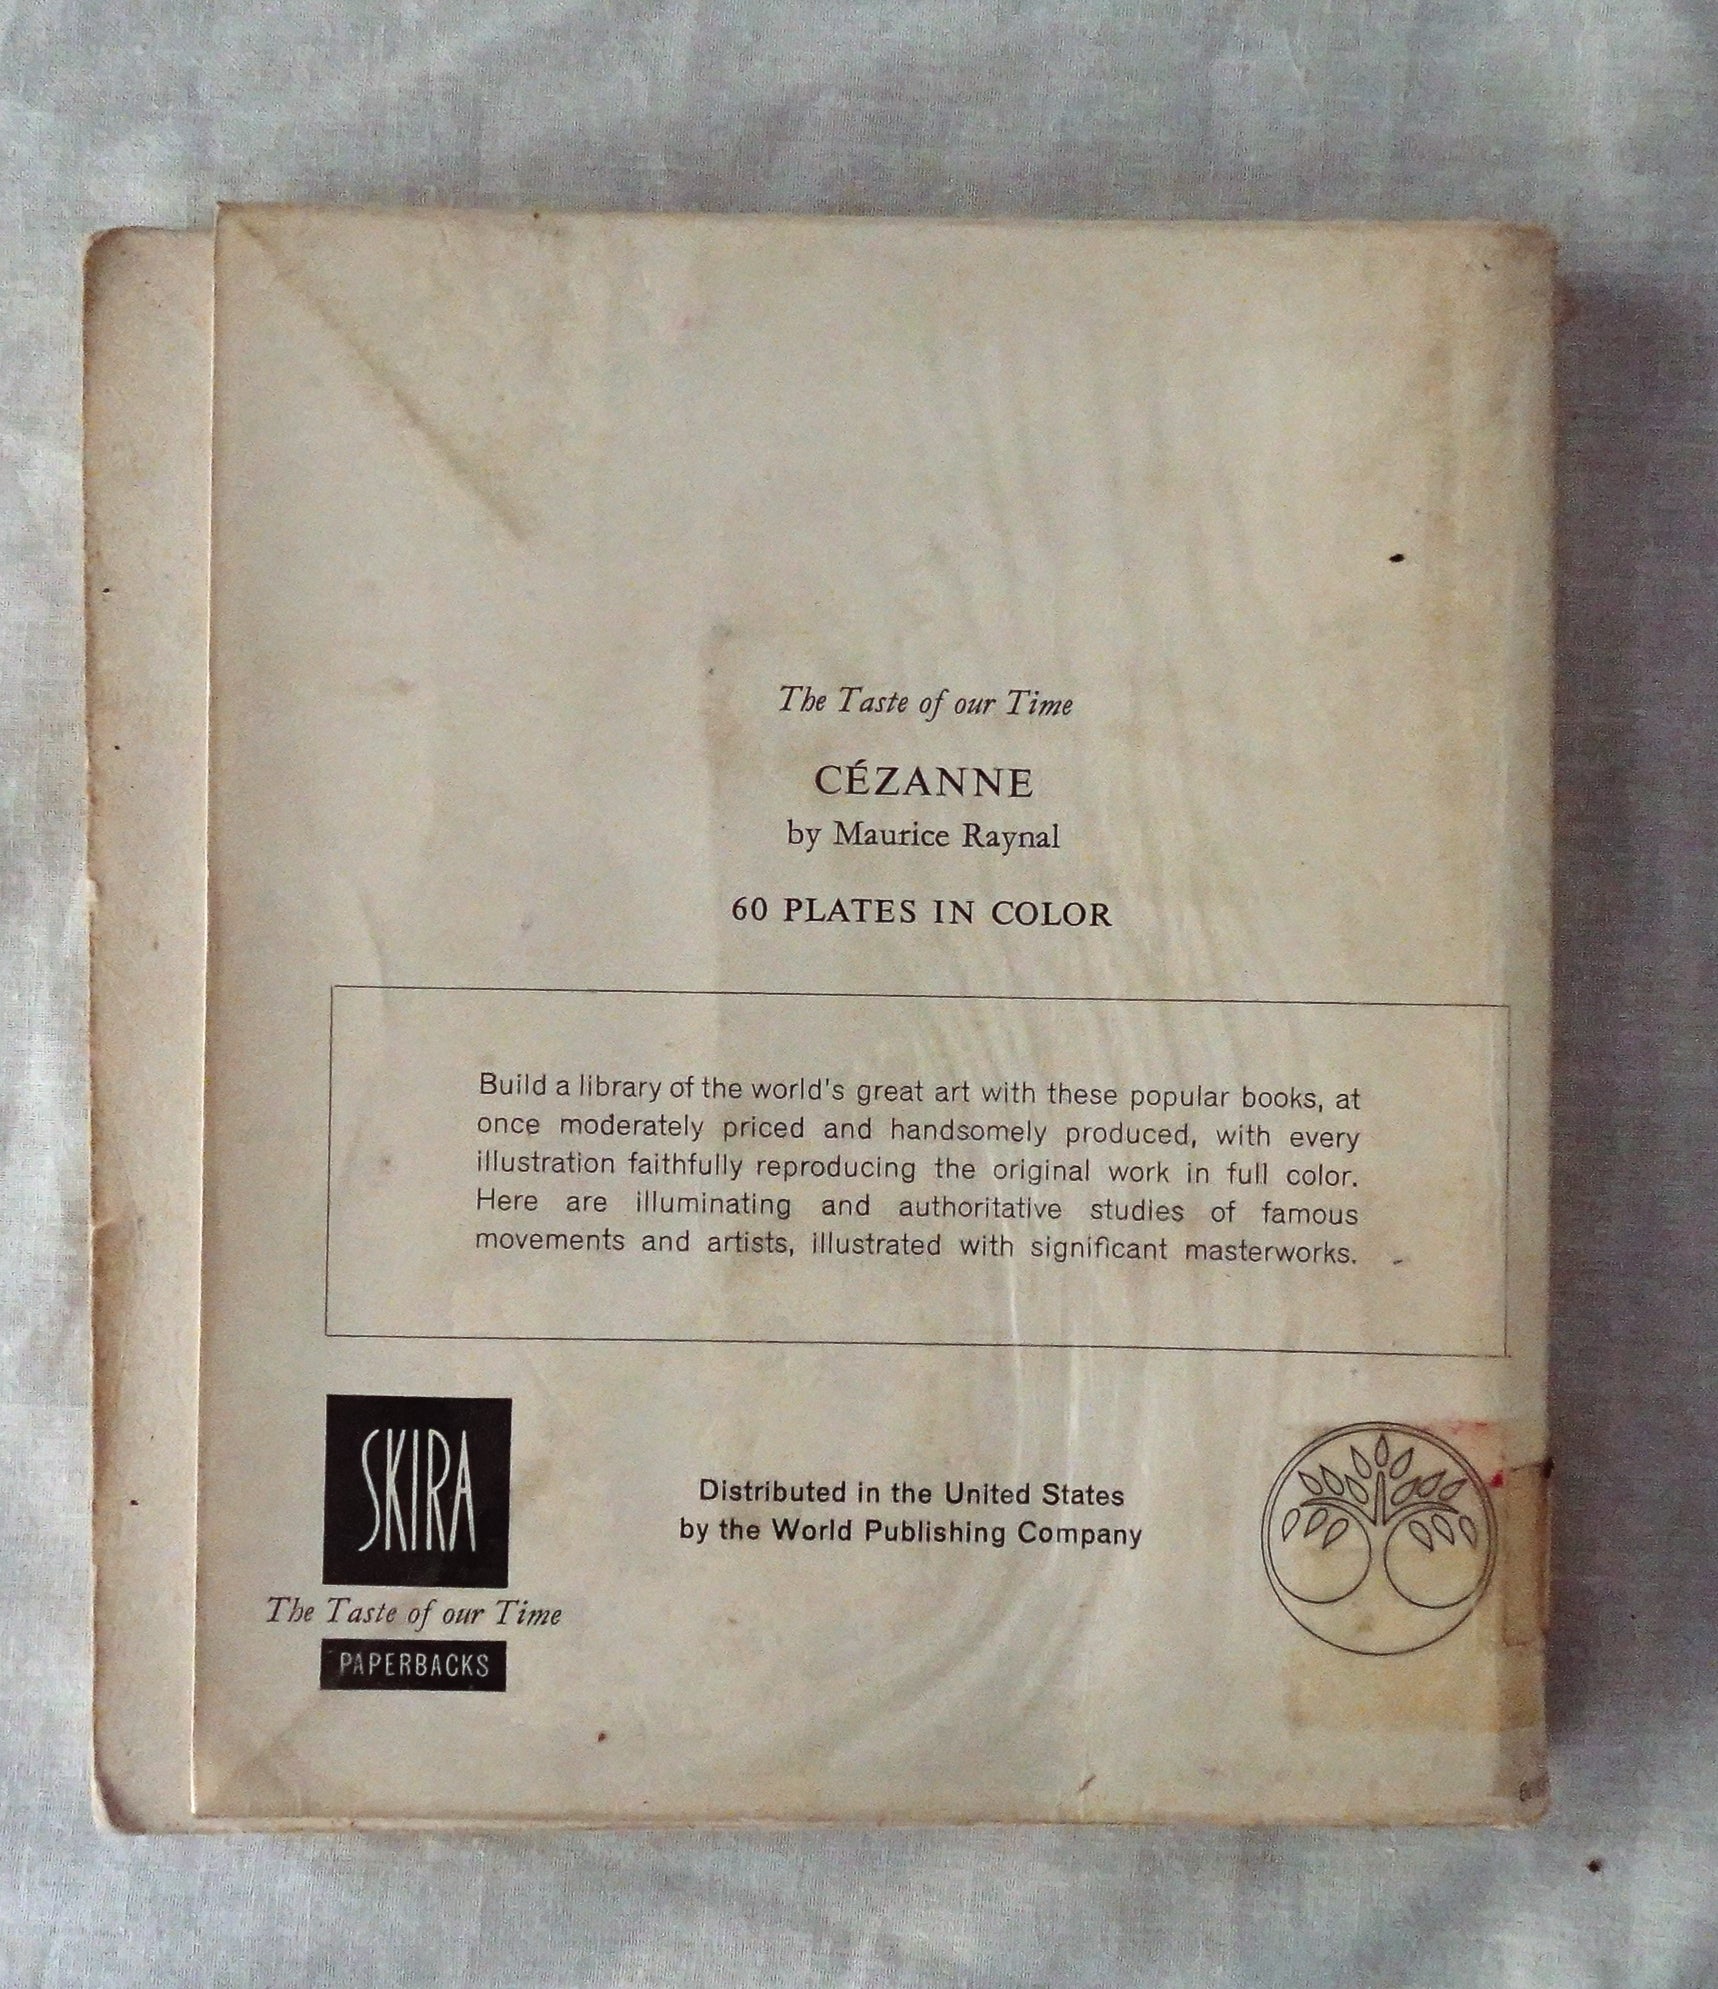 The Taste of our Time
CÉZANNE
by Maurice Raynal
60 PLATES IN COLOR
Build a library of the world's great art with these popular books, at
once moderately priced and handsomely produced, with every
illustration faithfully reproducing the original work in full color.
Here are illuminating and authoritative studies of famous
movements and artists, illustrated with significant masterworks.
SKIRA
The Taste of our Time
PAPERBACKS
Distributed in the United States
by the World Publishing Company